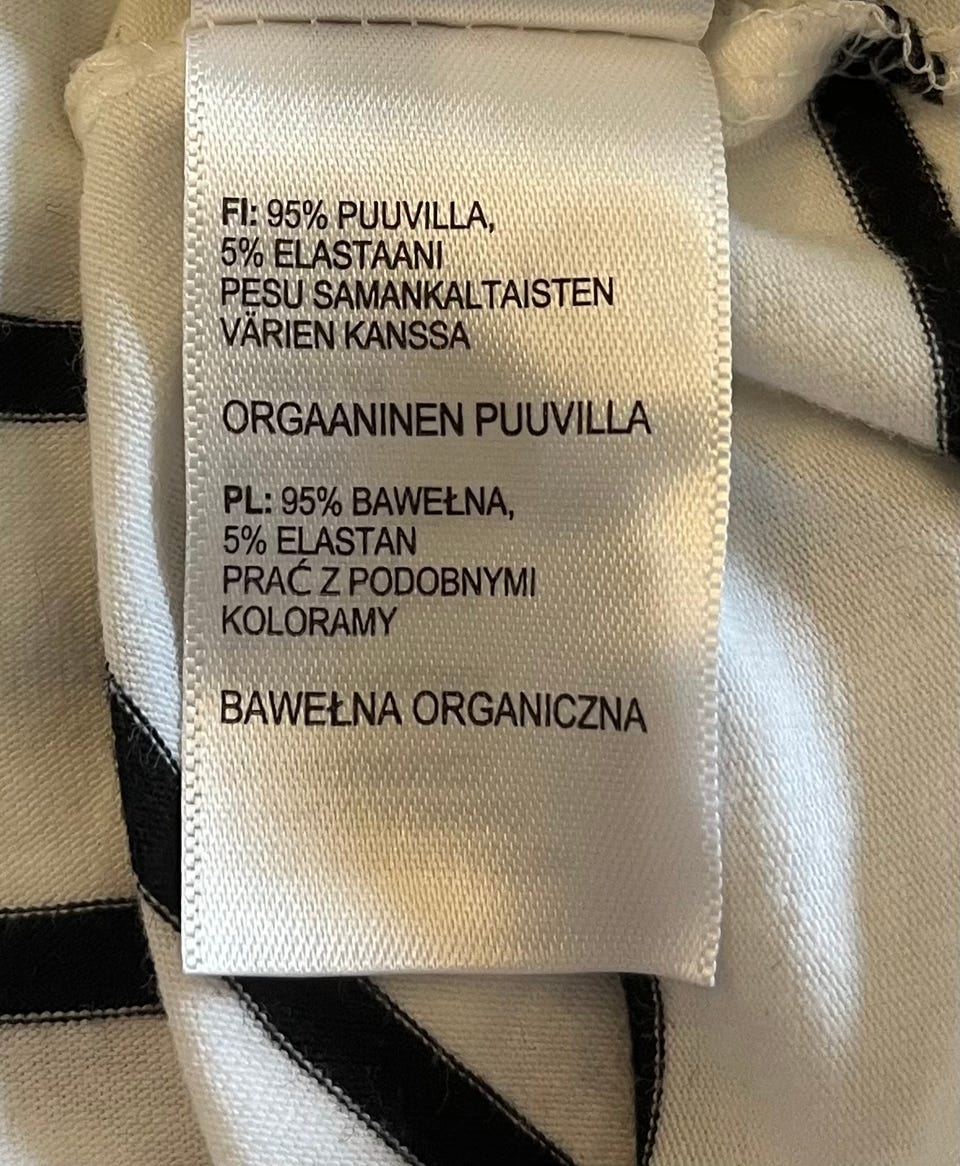 FI: 95% PUUVILLA,
5% ELASTAANI
PESU SAMANKALTAISTEN
VÄRIEN KANSSA
ORGAANINEN PUUVILLA
PL: 95% BAWEŁNA,
5% ELASTAN
PRAĆ Z PODOBNYMI
KOLORAMY
BAWEŁNA ORGANICZNA